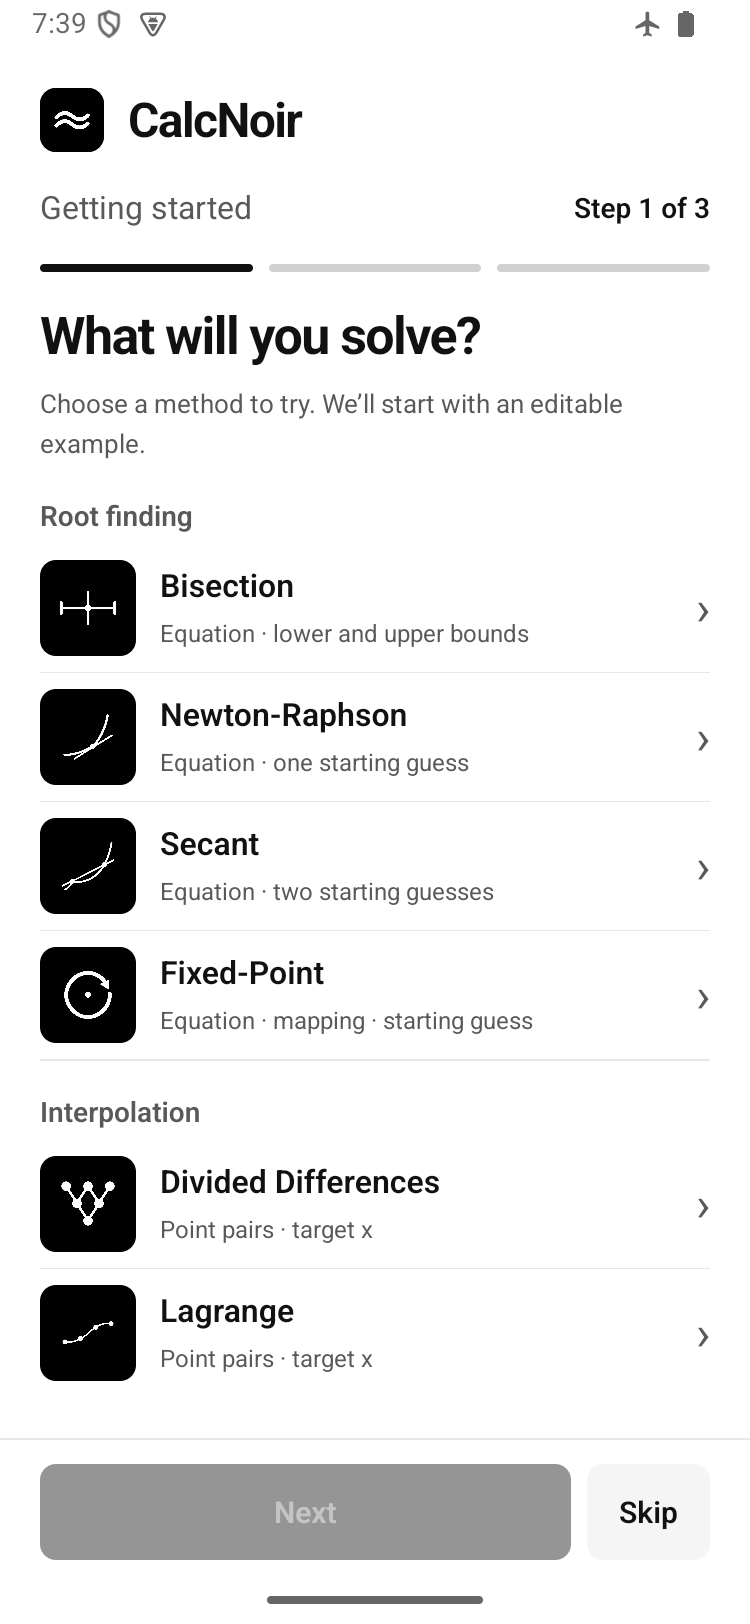 7:39
CalcNoir
Getting started
Step 1 of 3
What will you solve?
Choose a method to try. We’ll start with an editable
example.
Root finding
Bisection
Equation · lower and upper bounds
Newton-Raphson
Equation · one starting guess
Secant
Equation · two starting guesses
Fixed-Point
Equation · mapping · starting guess
Interpolation
Divided Differences
Point pairs · target x
Lagrange
Point pairs · target x
Next
Skip